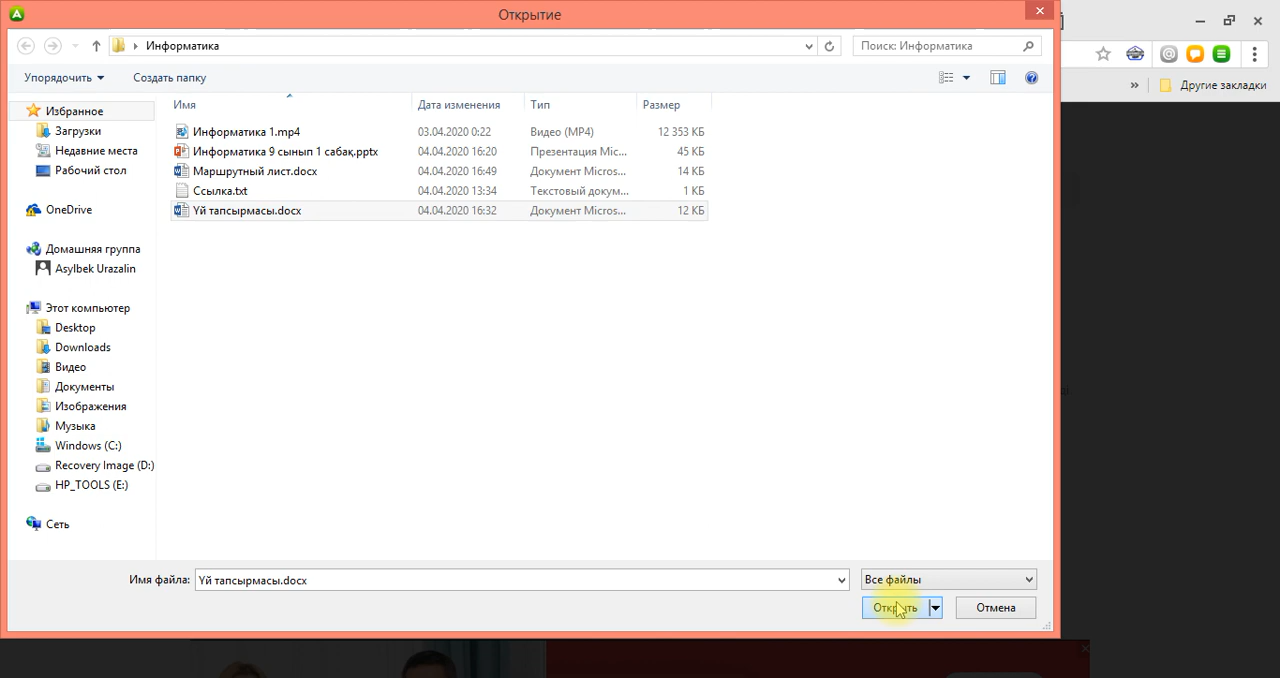 Открытие
Информатика
Поиск: Информатика
Другие закладки
Упорядочить
Создать папку
Имя
Дата изменения
Тип
Размер
Избранное
Загрузки
Недавние места
Рабочий стол
OneDrive
Домашняя группа
Asylbek Urazalin
Этот компьютер
Desktop
Downloads
Видео
Документы
Изображения
Музыка
Windows (C:)
Recovery Image (D:)
HP_TOOLS (E:)
Сеть
Информатика 1.mp4 03.04.2020 0:22 Видео (MP4) 12 353 КБ
Информатика 9 сынып 1 сабақ.pptx 04.04.2020 16:20 Презентация Mic... 45 КБ
Маршрутный лист.docx 04.04.2020 16:49 Документ Micros... 14 КБ
Ссылка.txt 04.04.2020 13:34 Текстовый докум... 1 КБ
Үй тапсырмасы.docx 04.04.2020 16:32 Документ Micros... 12 КБ
Имя файла: Үй тапсырмасы.docx
Все файлы
Открыть
Отмена